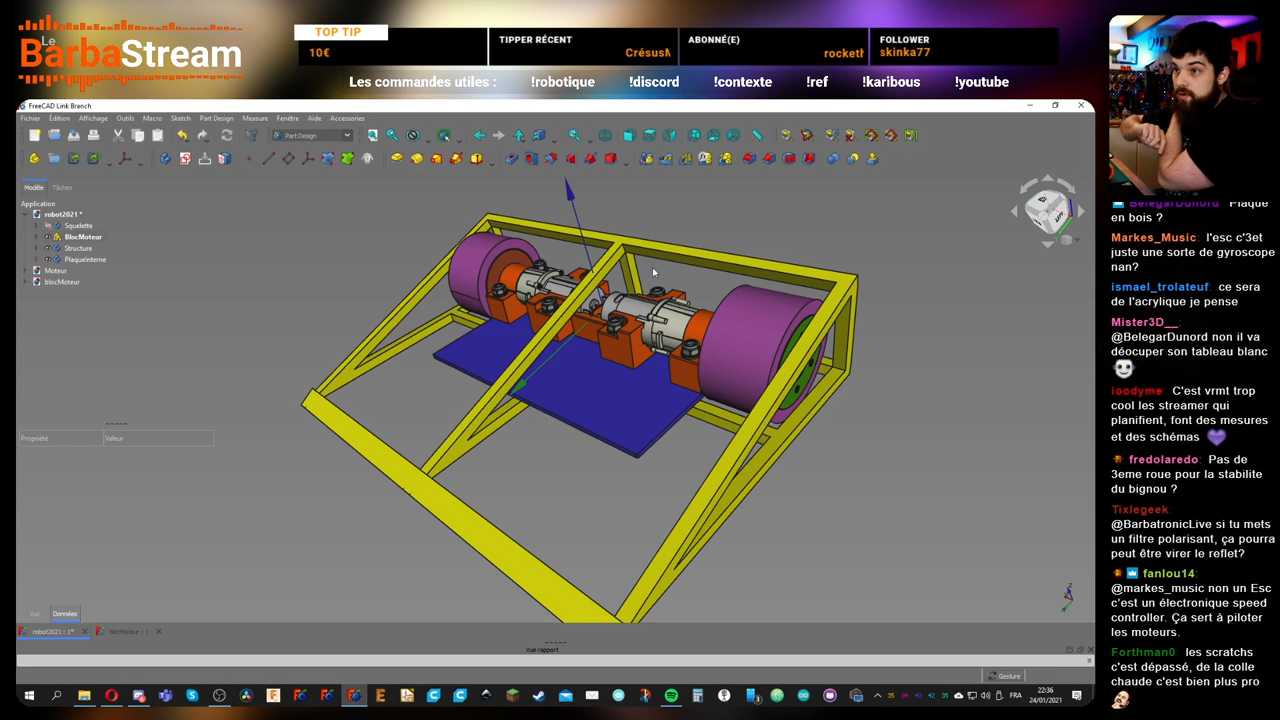 Le
BarbaStream
TOP TIP
10€
TIPPER RÉCENT
CrésusM
ABONNÉ(E)
rocketh
FOLLOWER
skinka77
Les commandes utiles : !robotique !discord !contexte !ref !karibous !youtube
FreeCAD Link Branch
Fichier Édition Affichage Outils Macro Sketch Part Design Measure Fenêtre Aide Accessories
Part Design
Modèle Tâches
Application
robot2021 *
Squelette
BlocMoteur
Structure
PlaqueInterne
Moteur
blocMoteur
Propriété Valeur
Vue Données
robot2021 : 1* blocMoteur : 1
Vue rapport
Gesture
FR
22:36
24/01/2021
BelegarDunord: Plaque
en bois ?
Markes_Music: l'esc c'3et
juste une sorte de gyroscope
nan?
ismael_trolateuf: ce sera
de l'acrylique je pense
Mister3D__:
@BelegarDunord non il va
déocuper son tableau blanc
ioodyme: C'est vrmt trop
cool les streamer qui
planifient, font des mesures
et des schémas
fredolaredo: Pas de
3eme roue pour la stabilite
du bignou ?
Tixlegeek:
@BarbatronicLive si tu mets
un filtre polarisant, ça pourra
peut être virer le reflet?
fanlou14:
@markes_music non un Esc
c'est un électronique speed
controller. Ça sert à piloter
les moteurs.
Forthman0: les scratchs
c'est dépassé, de la colle
chaude c'est bien plus pro